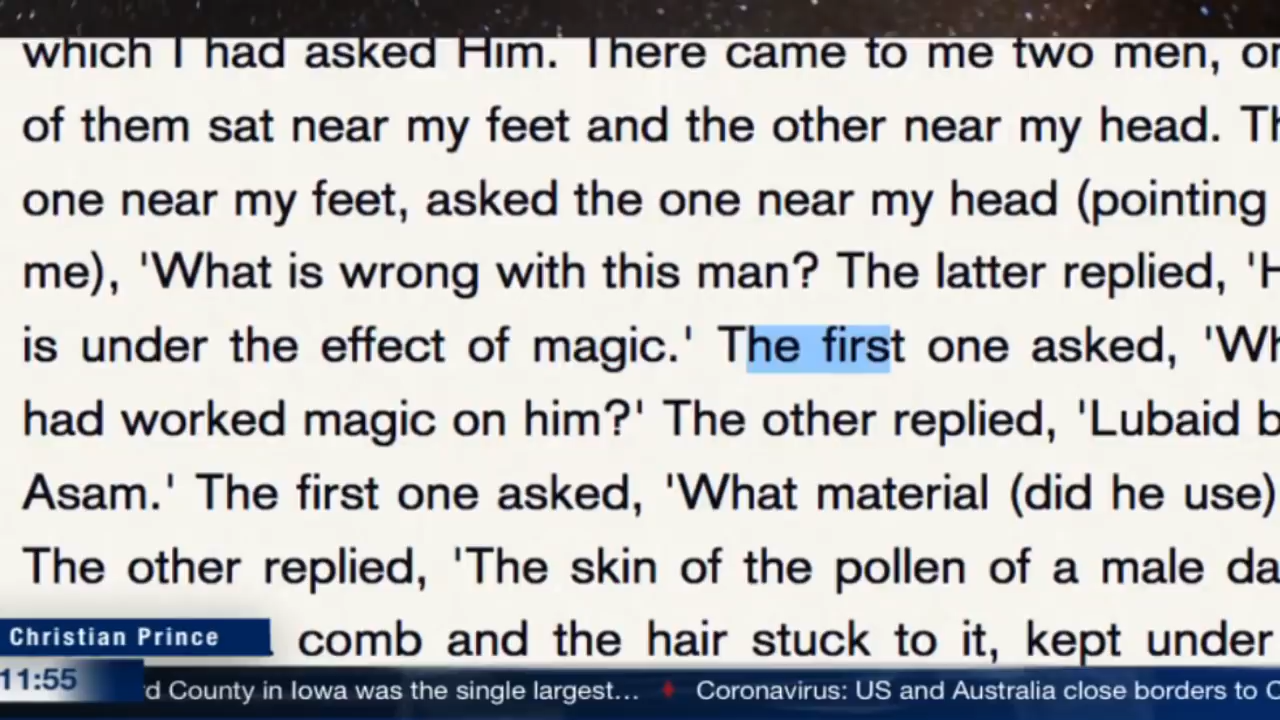 which I had asked Him. There came to me two men,
of them sat near my feet and the other near my head.
one near my feet, asked the one near my head (pointing
me), 'What is wrong with this man? The latter replied,
is under the effect of magic.' The first one asked,
had worked magic on him?' The other replied, 'Lubaid
Asam.' The first one asked, 'What material (did he use)
The other replied, 'The skin of the pollen of a male
comb and the hair stuck to it, kept under
Christian Prince
11:55
County in Iowa was the single largest... Coronavirus: US and Australia close borders to